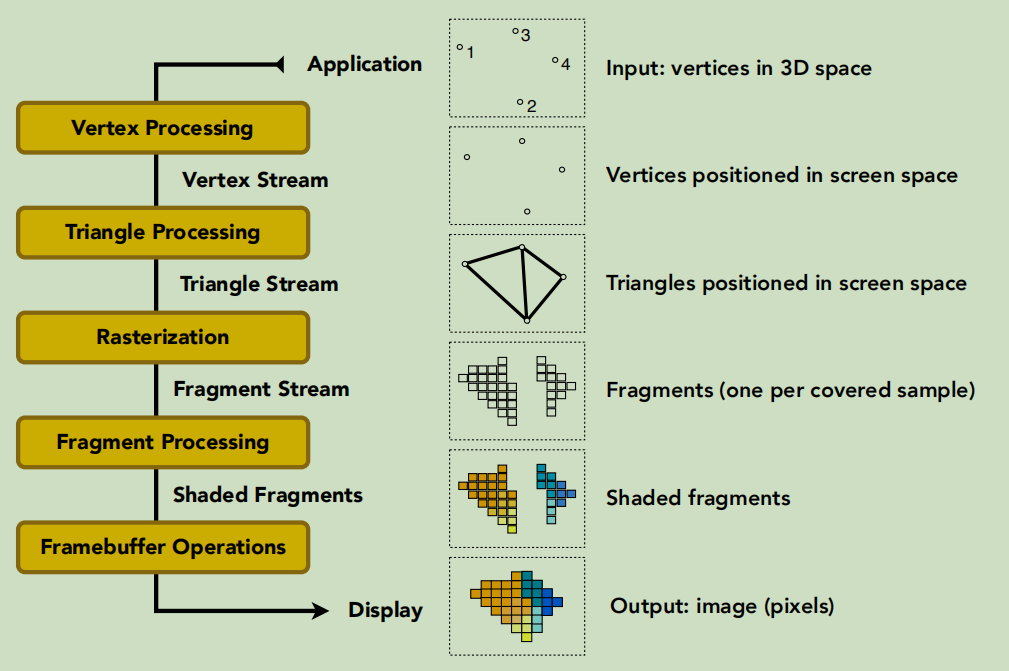 Application
Vertex Processing
Vertex Stream
Triangle Processing
Triangle Stream
Rasterization
Fragment Stream
Fragment Processing
Shaded Fragments
Framebuffer Operations
Display
1
3
4
2
Input: vertices in 3D space
Vertices positioned in screen space
Triangles positioned in screen space
Fragments (one per covered sample)
Shaded fragments
Output: image (pixels)